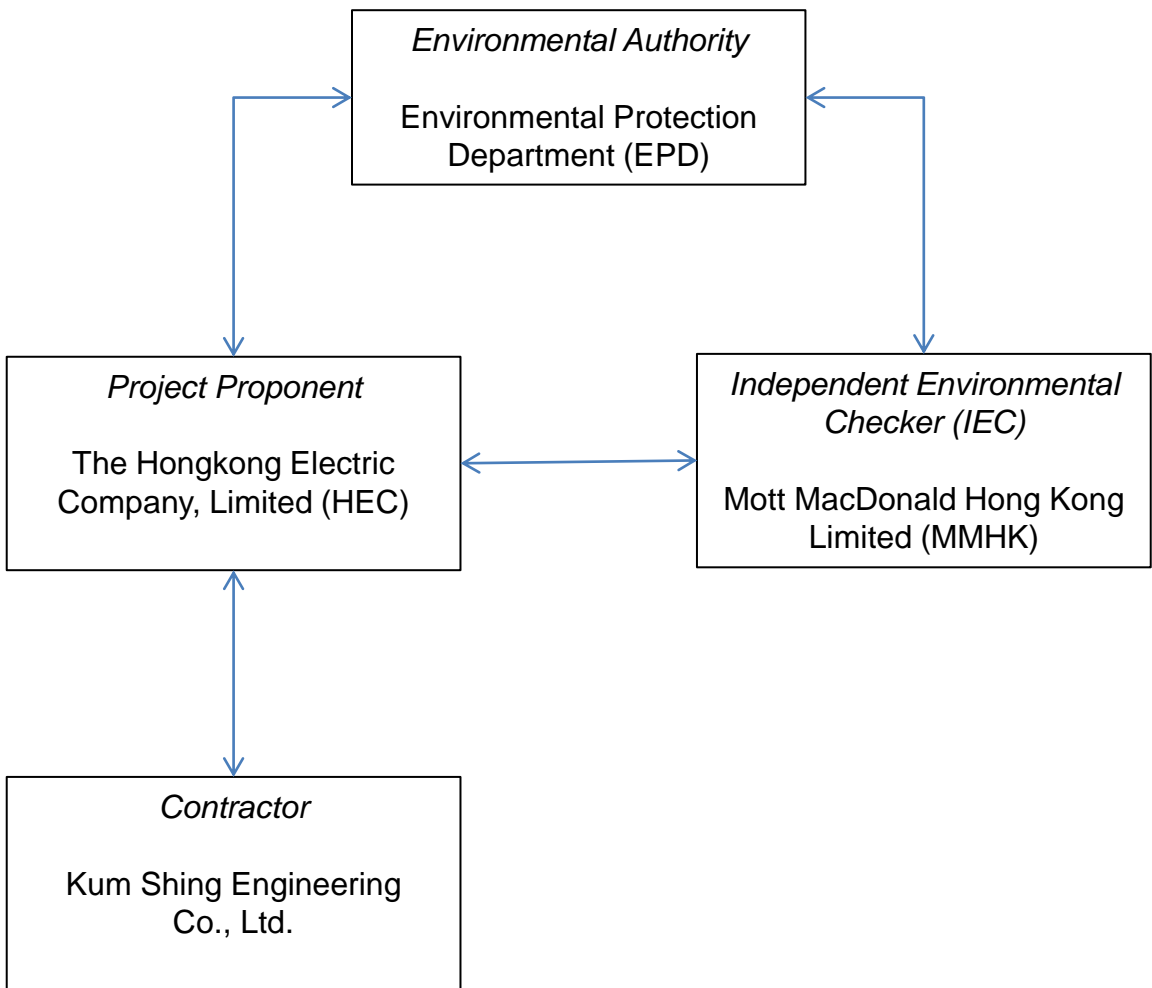 Environmental Authority
Environmental Protection
Department (EPD)
Project Proponent
The Hongkong Electric
Company, Limited (HEC)
Independent Environmental
Checker (IEC)
Mott MacDonald Hong Kong
Limited (MMHK)
Contractor
Kum Shing Engineering
Co., Ltd.